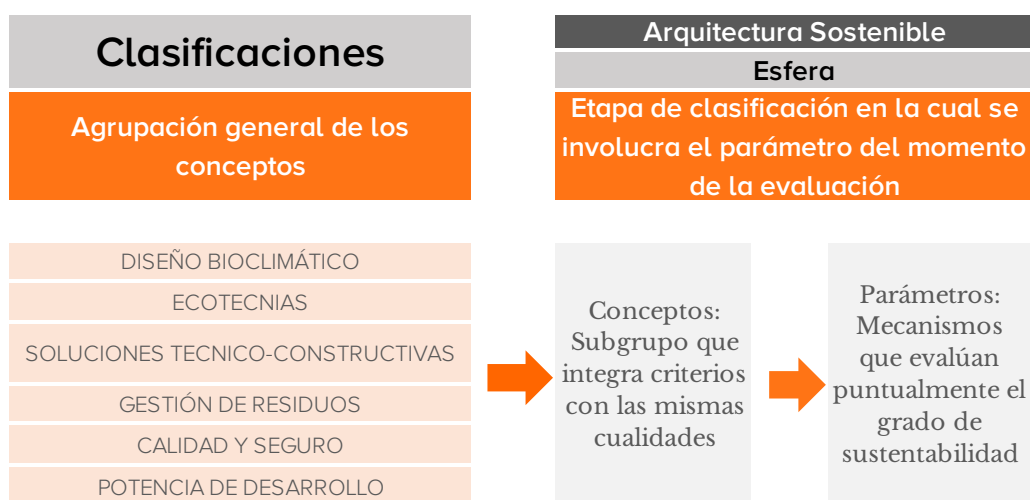 Clasificaciones
Agrupación general de los
conceptos
Arquitectura Sostenible
Esfera
Etapa de clasificación en la cual se
involucra el parámetro del momento
de la evaluación
DISEÑO BIOCLIMÁTICO
ECOTECNIAS
SOLUCIONES TECNICO-CONSTRUCTIVAS
GESTIÓN DE RESIDUOS
CALIDAD Y SEGURO
POTENCIA DE DESARROLLO
Conceptos:
Subgrupo que
integra criterios
con las mismas
cualidades
Parámetros:
Mecanismos
que evalúan
puntualmente el
grado de
sustentabilidad